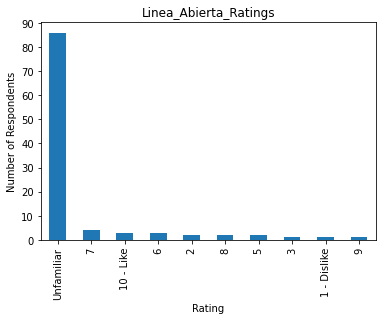 Linea_Abierta_Ratings
Number of Respondents
90
80
70
60
50
40
30
20
10
0
Unfamiliar
7
10 - Like
6
2
8
5
3
1 - Dislike
9
Rating